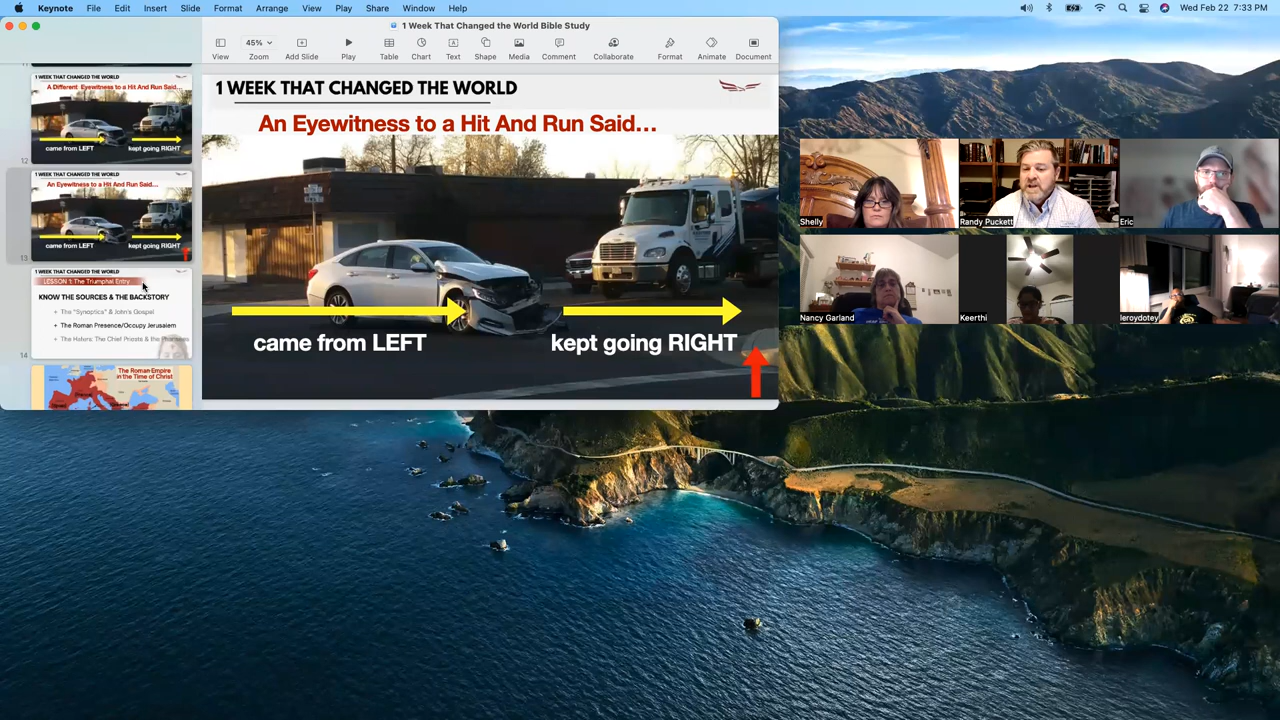 Keynote File Edit Insert Slide Format Arrange View Play Share Window Help Wed Feb 22 7:33 PM
1 Week That Changed the World Bible Study
View 45% Zoom Add Slide Play Table Chart Text Shape Media Comment Collaborate Format Animate Document
1 WEEK THAT CHANGED THE WORLD
A Different Eyewitness to a Hit And Run Said…
came from LEFT kept going RIGHT
12
1 WEEK THAT CHANGED THE WORLD
An Eyewitness to a Hit And Run Said…
came from LEFT kept going RIGHT
13
1 WEEK THAT CHANGED THE WORLD
LESSON 1: The Triumphal Entry
KNOW THE SOURCES & THE BACKSTORY
+ The "Synoptics" & John's Gospel
+ The Roman Presence/Occupy Jerusalem
+ The Haters: The Chief Priests & the Pharisees
14
The Roman Empire
in the Time of Christ
1 WEEK THAT CHANGED THE WORLD
An Eyewitness to a Hit And Run Said…
came from LEFT kept going RIGHT
Shelly
Randy Puckett
Eric
Nancy Garland
Keerthi
leroydotey